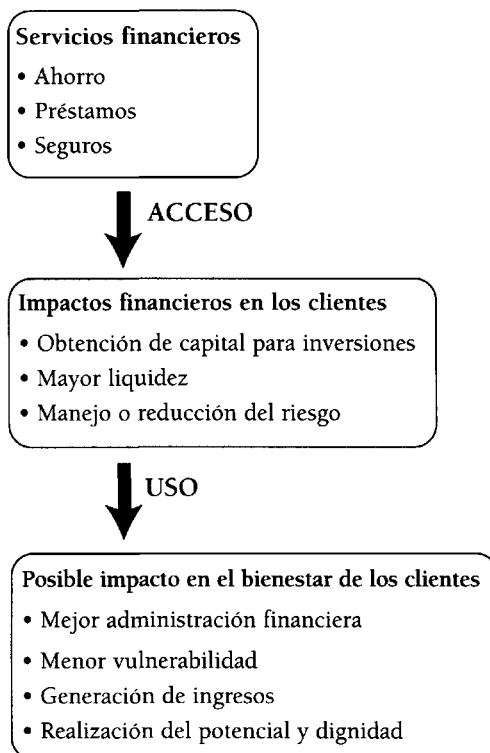 Servicios financieros
• Ahorro
• Préstamos
• Seguros
ACCESO
Impactos financieros en los clientes
• Obtención de capital para inversiones
• Mayor liquidez
• Manejo o reducción del riesgo
USO
Posible impacto en el bienestar de los clientes
• Mejor administración financiera
• Menor vulnerabilidad
• Generación de ingresos
• Realización del potencial y dignidad